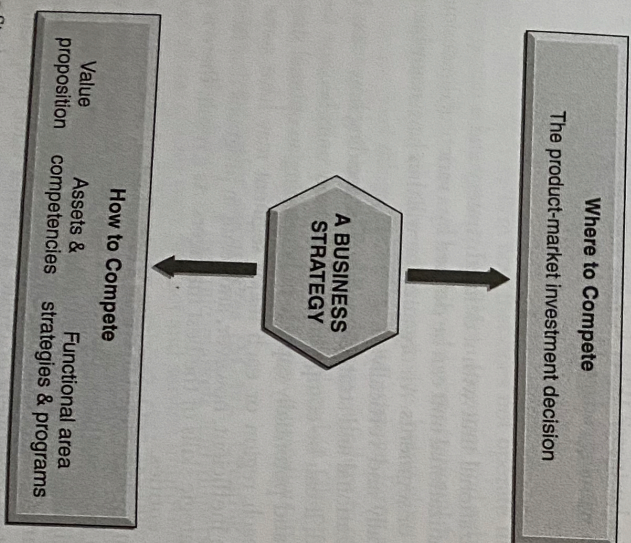 Where to Compete
The product-market investment decision
A BUSINESS
STRATEGY
How to Compete
Value Assets & Functional area
proposition competencies strategies & programs